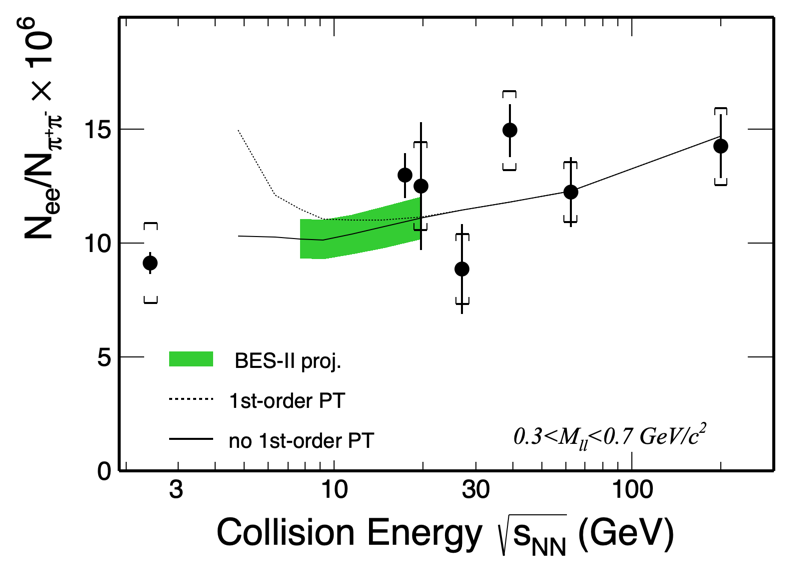 N_ee/N_π⁺π⁻ × 10⁶
15
10
5
0
BES-II proj.
1st-order PT
no 1st-order PT
0.3<M_ll<0.7 GeV/c²
3 10 30 100
Collision Energy √s_NN (GeV)